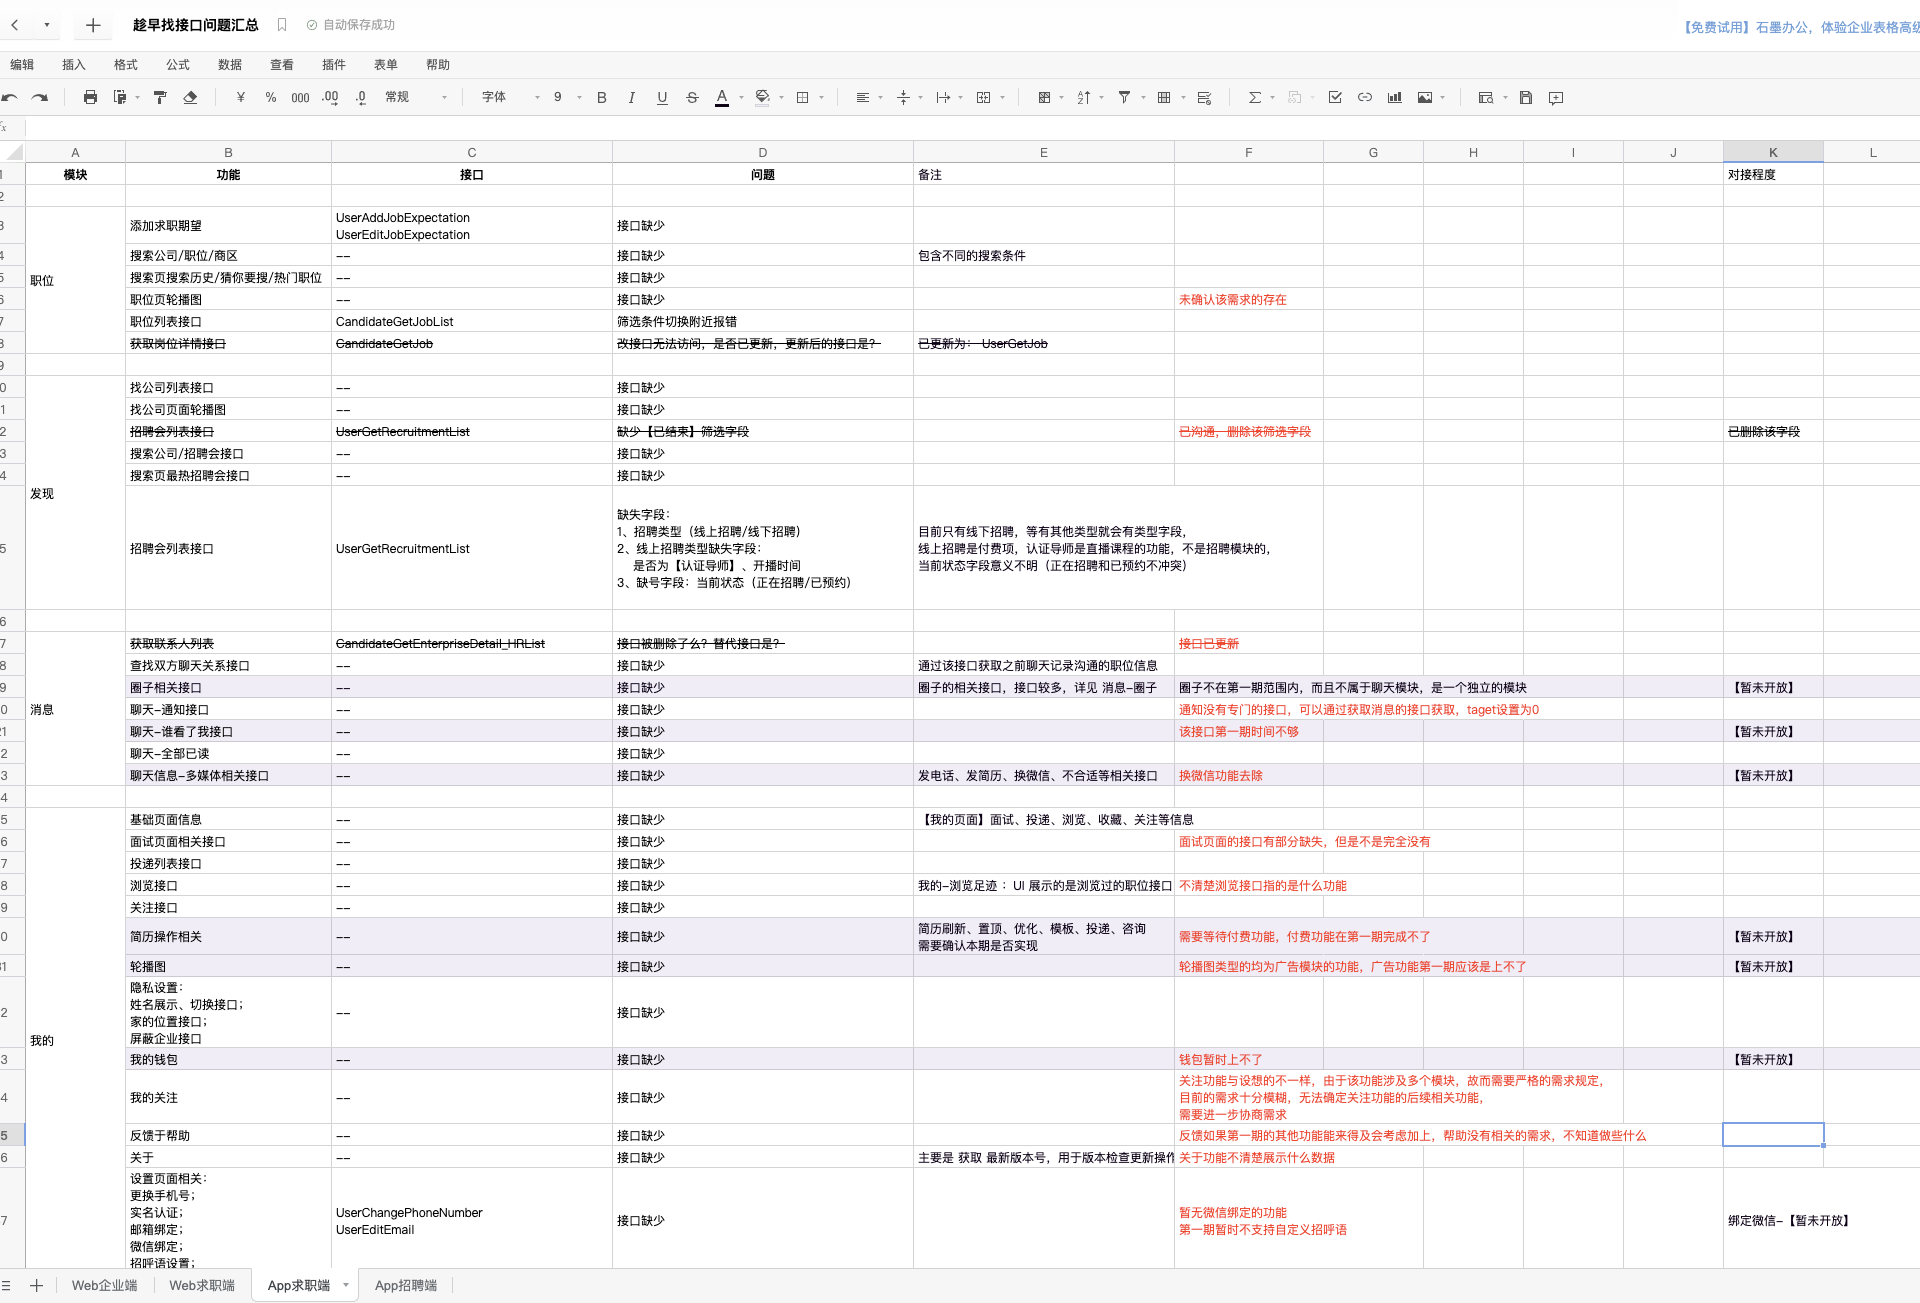 趁早找接口问题汇总 自动保存成功 【免费试用】石墨办公，体验企业表格高级
编辑 插入 格式 公式 数据 查看 插件 表单 帮助
¥ % 000 .00 .0 常规 字体 9 B I U S A
fx
A B C D E F G H I J K L
1 模块 功能 接口 问题 备注 对接程度
2
3 添加求职期望 UserAddJobExpectation 接口缺少
UserEditJobExpectation
4 搜索公司/职位/商区 -- 接口缺少 包含不同的搜索条件
5 搜索页搜索历史/猜你要搜/热门职位 -- 接口缺少
职位
6 职位页轮播图 -- 接口缺少 未确认该需求的存在
7 职位列表接口 CandidateGetJobList 筛选条件切换附近报错
8 获取岗位详情接口 CandidateGetJob 改接口无法访问，是否已更新，更新后的接口是？ 已更新为： UserGetJob
9
0 找公司列表接口 -- 接口缺少
1 找公司页面轮播图 -- 接口缺少
2 招聘会列表接口 UserGetRecruitmentList 缺少【已结束】筛选字段 已沟通，删除该筛选字段 已删除该字段
3 搜索公司/招聘会接口 -- 接口缺少
4 搜索页最热招聘会接口 -- 接口缺少
发现
5 招聘会列表接口 UserGetRecruitmentList
缺失字段：
1、招聘类型（线上招聘/线下招聘）
2、线上招聘类型缺失字段：
是否为【认证导师】、开播时间
3、缺号字段：当前状态（正在招聘/已预约）
目前只有线下招聘，等有其他类型就会有类型字段，
线上招聘是付费项，认证导师是直播课程的功能，不是招聘模块的，
当前状态字段意义不明（正在招聘和已预约不冲突）
6
7 获取联系人列表 CandidateGetEnterpriseDetail_HRList 接口被删除了么？替代接口是？ 接口已更新
8 查找双方聊天关系接口 -- 接口缺少 通过该接口获取之前聊天记录沟通的职位信息
9 圈子相关接口 -- 接口缺少 圈子的相关接口，接口较多，详见 消息-圈子 圈子不在第一期范围内，而且不属于聊天模块，是一个独立的模块 【暂未开放】
消息
0 聊天-通知接口 -- 接口缺少 通知没有专门的接口，可以通过获取消息的接口获取，taget设置为0
21 聊天-谁看了我接口 -- 接口缺少 该接口第一期时间不够 【暂未开放】
2 聊天-全部已读 -- 接口缺少
3 聊天信息-多媒体相关接口 -- 接口缺少 发电话、发简历、换微信、不合适等相关接口 换微信功能去除 【暂未开放】
4
5 基础页面信息 -- 接口缺少 【我的页面】面试、投递、浏览、收藏、关注等信息
6 面试页面相关接口 -- 接口缺少 面试页面的接口有部分缺失，但是不是完全没有
7 投递列表接口 -- 接口缺少
8 浏览接口 -- 接口缺少 我的-浏览足迹 ：UI 展示的是浏览过的职位接口 不清楚浏览接口指的是什么功能
9 关注接口 -- 接口缺少
0 简历操作相关 -- 接口缺少 简历刷新、置顶、优化、模板、投递、咨询 需要等待付费功能，付费功能在第一期完成不了 【暂未开放】
需要确认本期是否实现
31 轮播图 -- 接口缺少 轮播图类型的均为广告模块的功能，广告功能第一期应该是上不了 【暂未开放】
2 隐私设置：
姓名展示、切换接口； -- 接口缺少
家的位置接口；
屏蔽企业接口
我的
3 我的钱包 -- 接口缺少 钱包暂时上不了 【暂未开放】
4 我的关注 -- 接口缺少
关注功能与设想的不一样，由于该功能涉及多个模块，故而需要严格的需求规定，
目前的需求十分模糊，无法确定关注功能的后续相关功能，
需要进一步协商需求
5 反馈于帮助 -- 接口缺少 反馈如果第一期的其他功能能来得及会考虑加上，帮助没有相关的需求，不知道做些什么
6 关于 -- 接口缺少 主要是 获取 最新版本号，用于版本检查更新操作 关于功能不清楚展示什么数据
7 设置页面相关：
更换手机号；
实名认证；
邮箱绑定；
微信绑定；
招呼语设置；
UserChangePhoneNumber
UserEditEmail
接口缺少
暂无微信绑定的功能
第一期暂时不支持自定义招呼语
绑定微信-【暂未开放】
Web企业端 Web求职端 App求职端 App招聘端